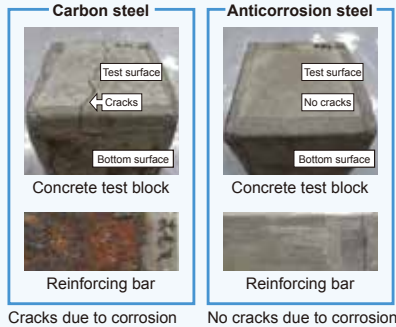 Carbon steel
Test surface
Cracks
Bottom surface
Concrete test block
Reinforcing bar
Cracks due to corrosion
Anticorrosion steel
Test surface
No cracks
Bottom surface
Concrete test block
Reinforcing bar
No cracks due to corrosion